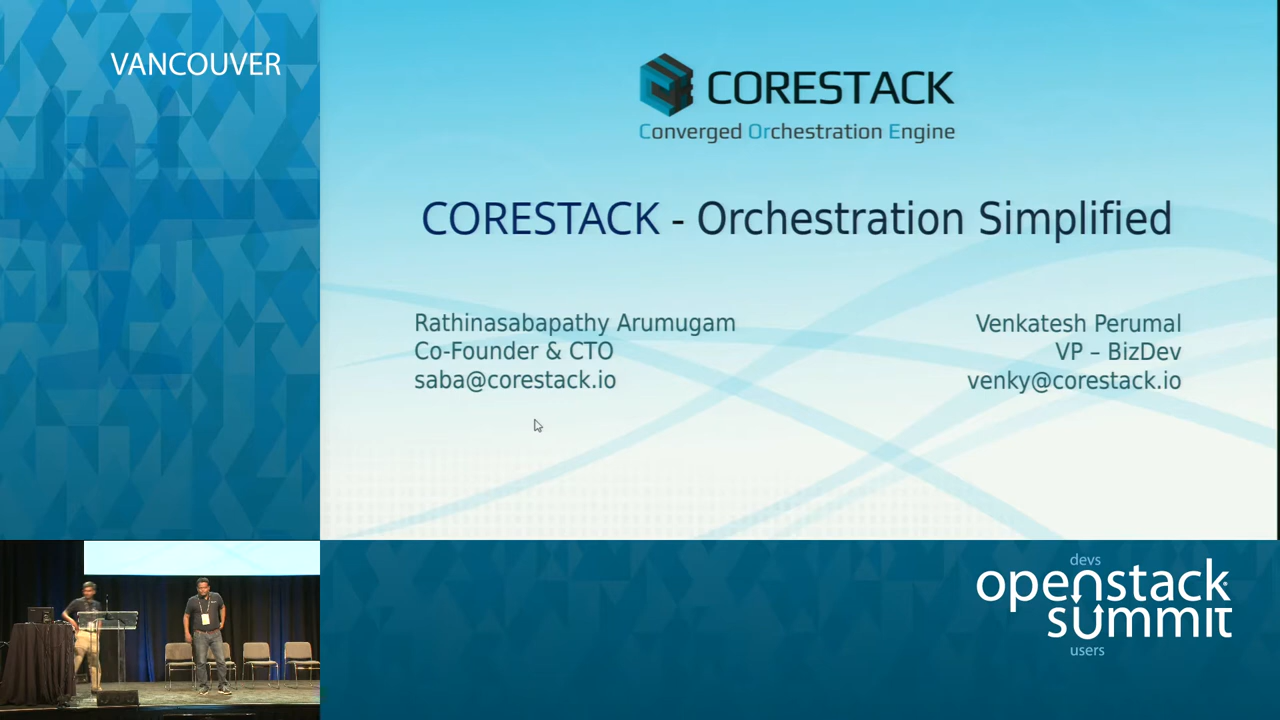 VANCOUVER
CORESTACK
Converged Orchestration Engine
CORESTACK - Orchestration Simplified
Rathinasabapathy Arumugam
Co-Founder & CTO
saba@corestack.io
Venkatesh Perumal
VP – BizDev
venky@corestack.io
devs
openstack
summit
users